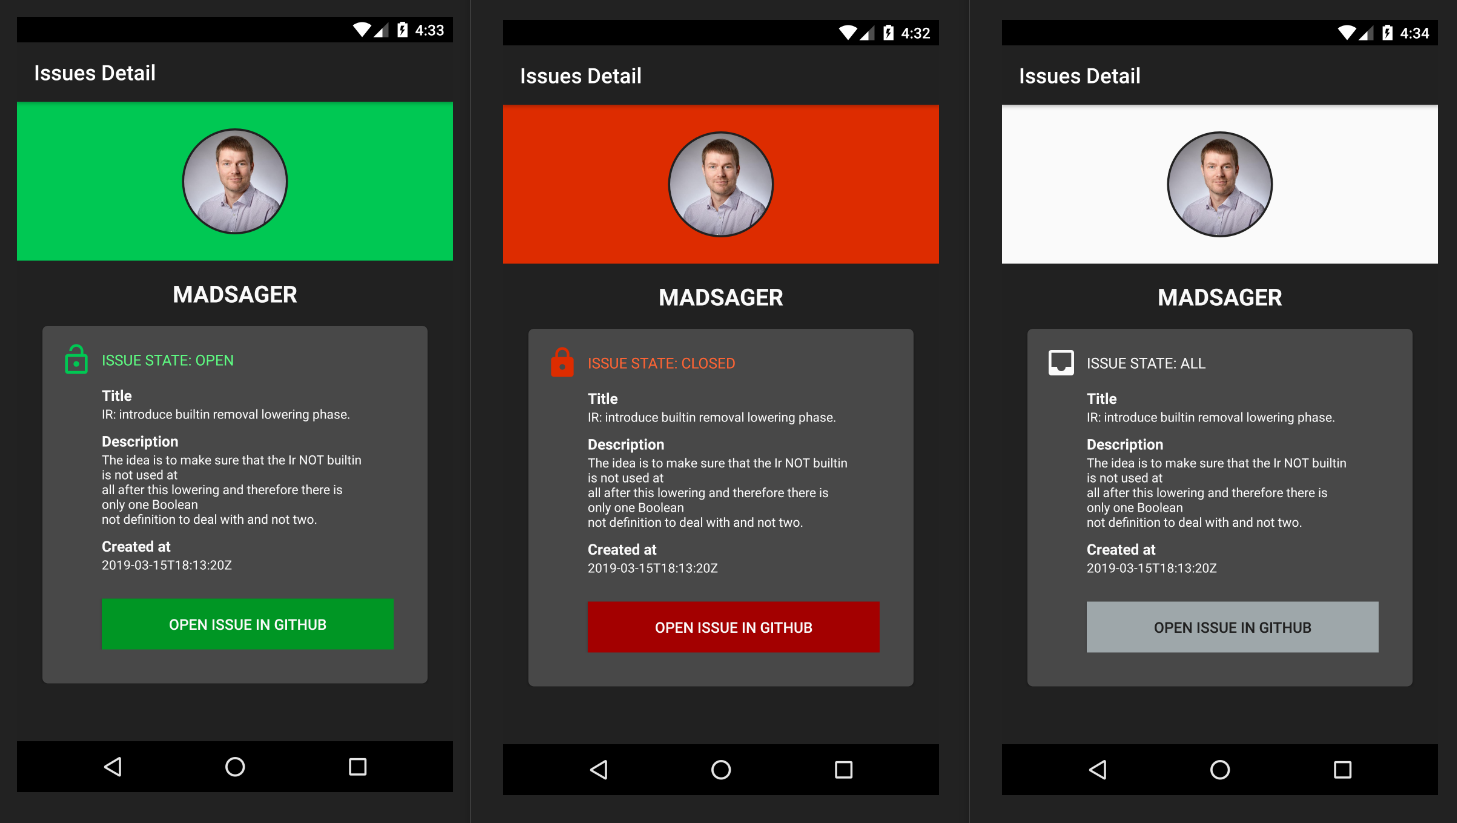 4:33
Issues Detail
MADSAGER
ISSUE STATE: OPEN
Title
IR: introduce builtin removal lowering phase.
Description
The idea is to make sure that the Ir NOT builtin
is not used at
all after this lowering and therefore there is
only one Boolean
not definition to deal with and not two.
Created at
2019-03-15T18:13:20Z
OPEN ISSUE IN GITHUB
4:32
Issues Detail
MADSAGER
ISSUE STATE: CLOSED
Title
IR: introduce builtin removal lowering phase.
Description
The idea is to make sure that the Ir NOT builtin
is not used at
all after this lowering and therefore there is
only one Boolean
not definition to deal with and not two.
Created at
2019-03-15T18:13:20Z
OPEN ISSUE IN GITHUB
4:34
Issues Detail
MADSAGER
ISSUE STATE: ALL
Title
IR: introduce builtin removal lowering phase.
Description
The idea is to make sure that the Ir NOT builtin
is not used at
all after this lowering and therefore there is
only one Boolean
not definition to deal with and not two.
Created at
2019-03-15T18:13:20Z
OPEN ISSUE IN GITHUB